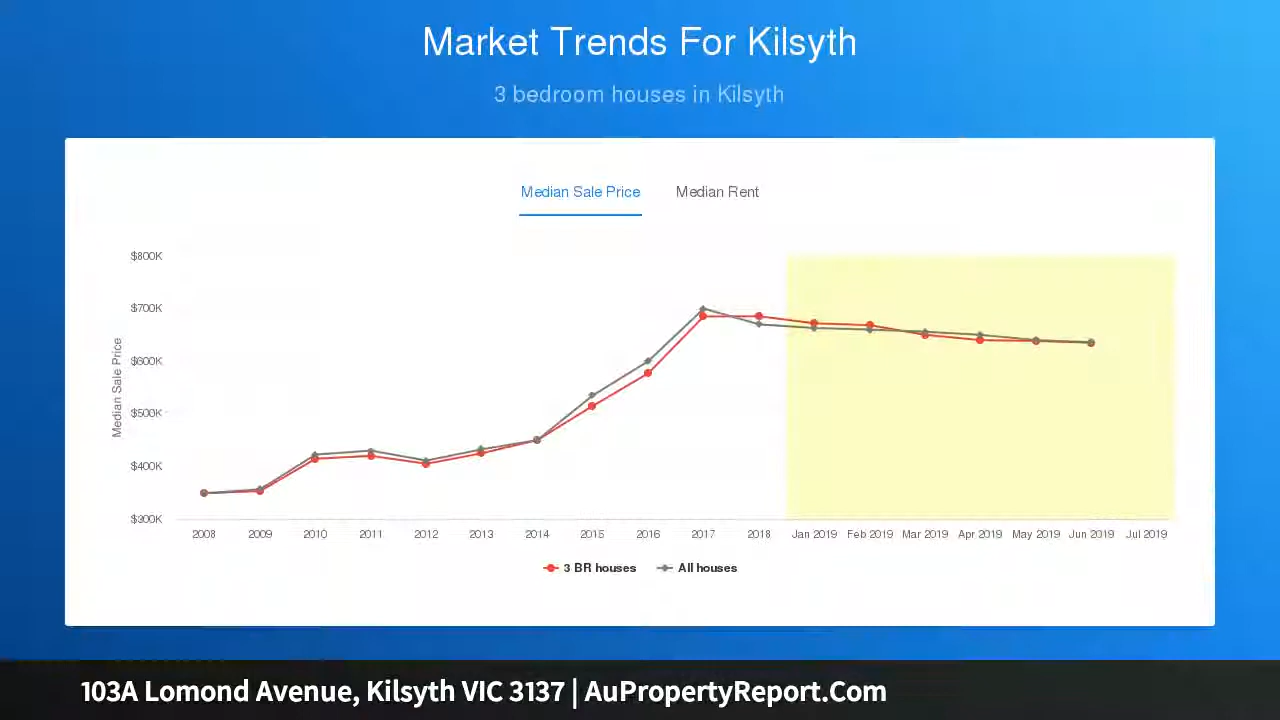 Market Trends For Kilsyth
3 bedroom houses in Kilsyth
Median Sale Price Median Rent
$800K
$700K
$600K
$500K
$400K
$300K
Median Sale Price
2008 2009 2010 2011 2012 2013 2014 2015 2016 2017 2018 Jan 2019 Feb 2019 Mar 2019 Apr 2019 May 2019 Jun 2019 Jul 2019
3 BR houses All houses
103A Lomond Avenue, Kilsyth VIC 3137 | AuPropertyReport.Com